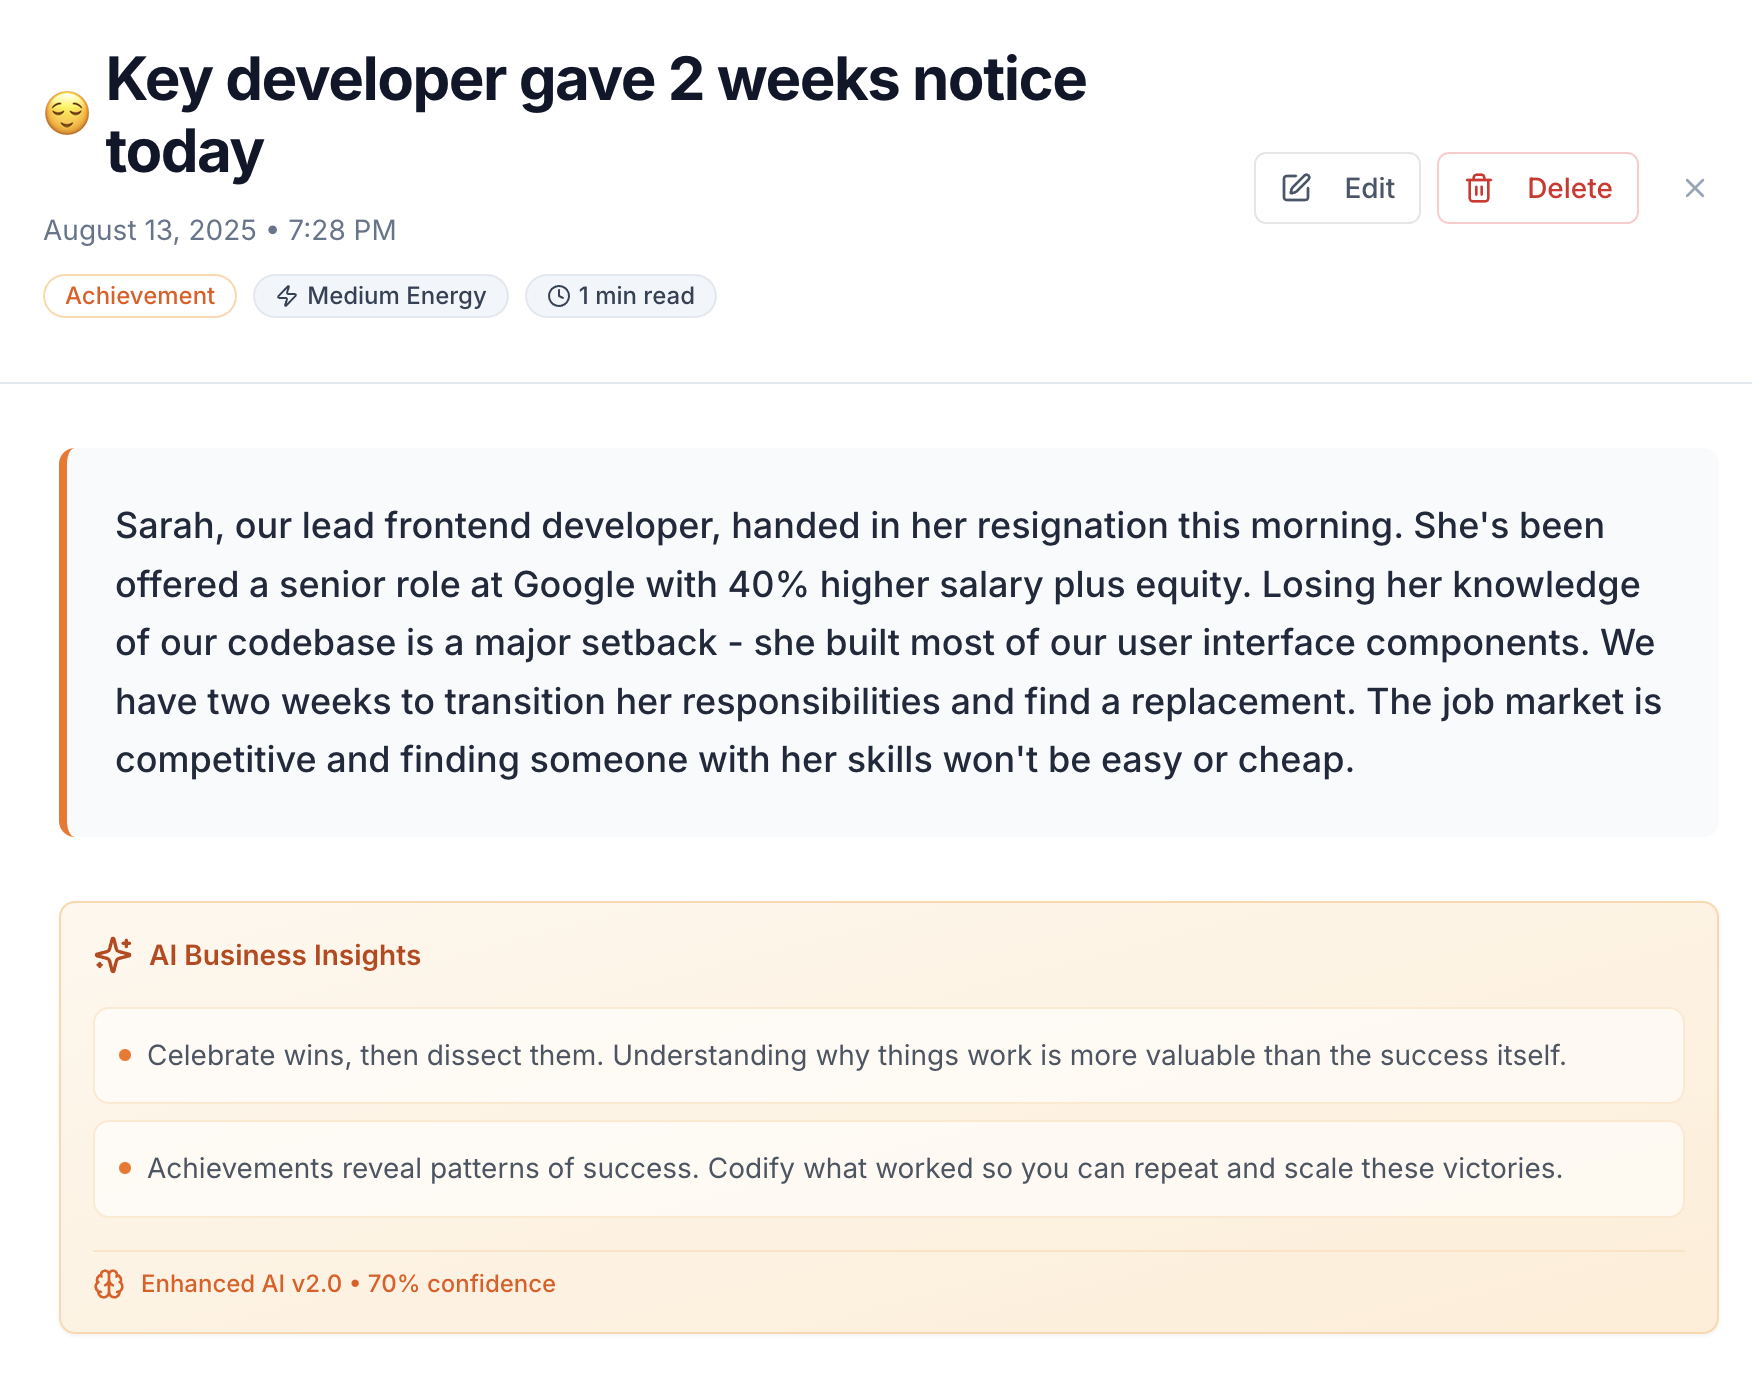 Key developer gave 2 weeks notice
today
August 13, 2025 • 7:28 PM
Edit
Delete
Achievement
Medium Energy
1 min read
Sarah, our lead frontend developer, handed in her resignation this morning. She's been
offered a senior role at Google with 40% higher salary plus equity. Losing her knowledge
of our codebase is a major setback - she built most of our user interface components. We
have two weeks to transition her responsibilities and find a replacement. The job market is
competitive and finding someone with her skills won't be easy or cheap.
AI Business Insights
• Celebrate wins, then dissect them. Understanding why things work is more valuable than the success itself.
• Achievements reveal patterns of success. Codify what worked so you can repeat and scale these victories.
Enhanced AI v2.0 • 70% confidence